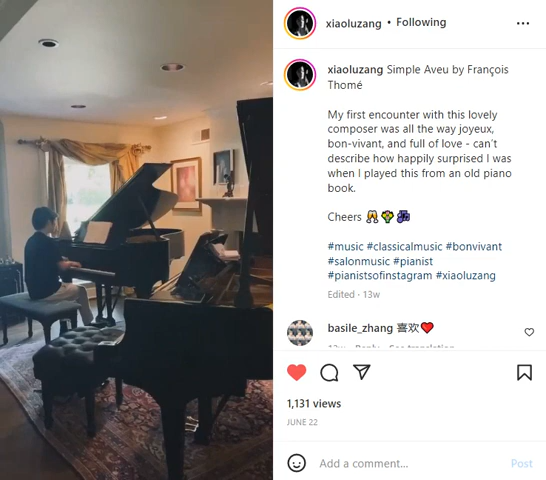 xiaoluzang • Following
xiaoluzang Simple Aveu by François
Thomé
My first encounter with this lovely
composer was all the way joyeux,
bon-vivant, and full of love - can't
describe how happily surprised I was
when I played this from an old piano
book.
Cheers 🥂💐🎶
#music #classicalmusic #bonvivant
#salonmusic #pianist
#pianistsofinstagram #xiaoluzang
Edited · 13w
basile_zhang 喜欢❤️
1,131 views
JUNE 22
Add a comment...
Post